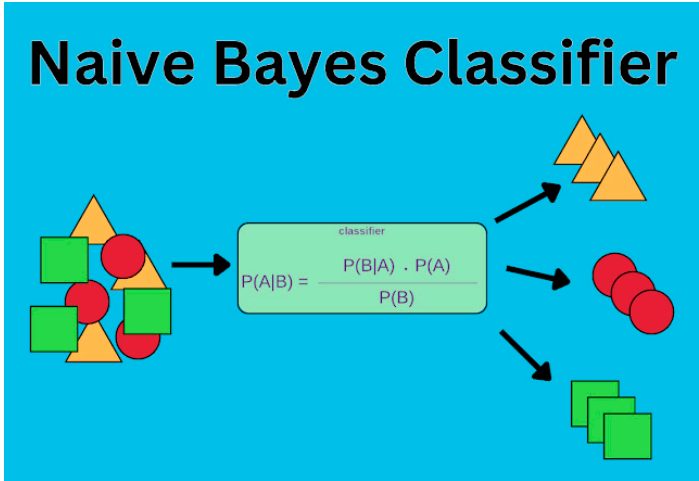 Naive Bayes Classifier
classifier
P(A|B) = P(B|A) . P(A)
P(B)